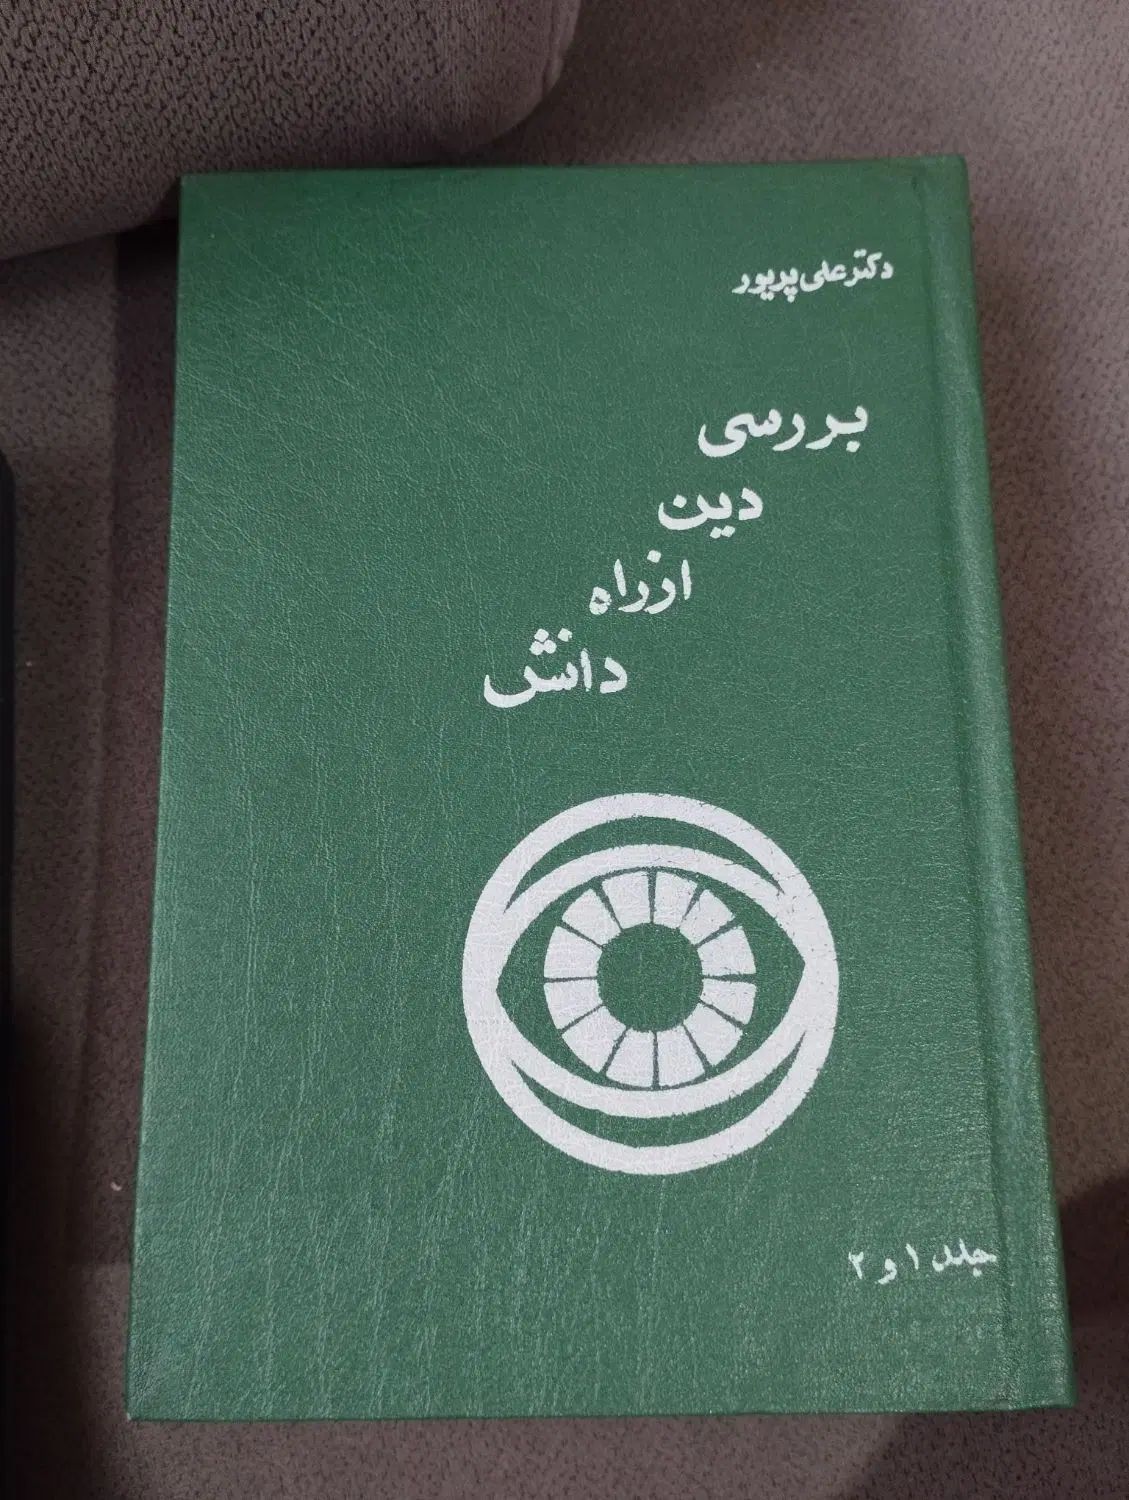 دکتر علی پریور
بررسی
دین
از راه
دانش
جلد ۱ و ۲